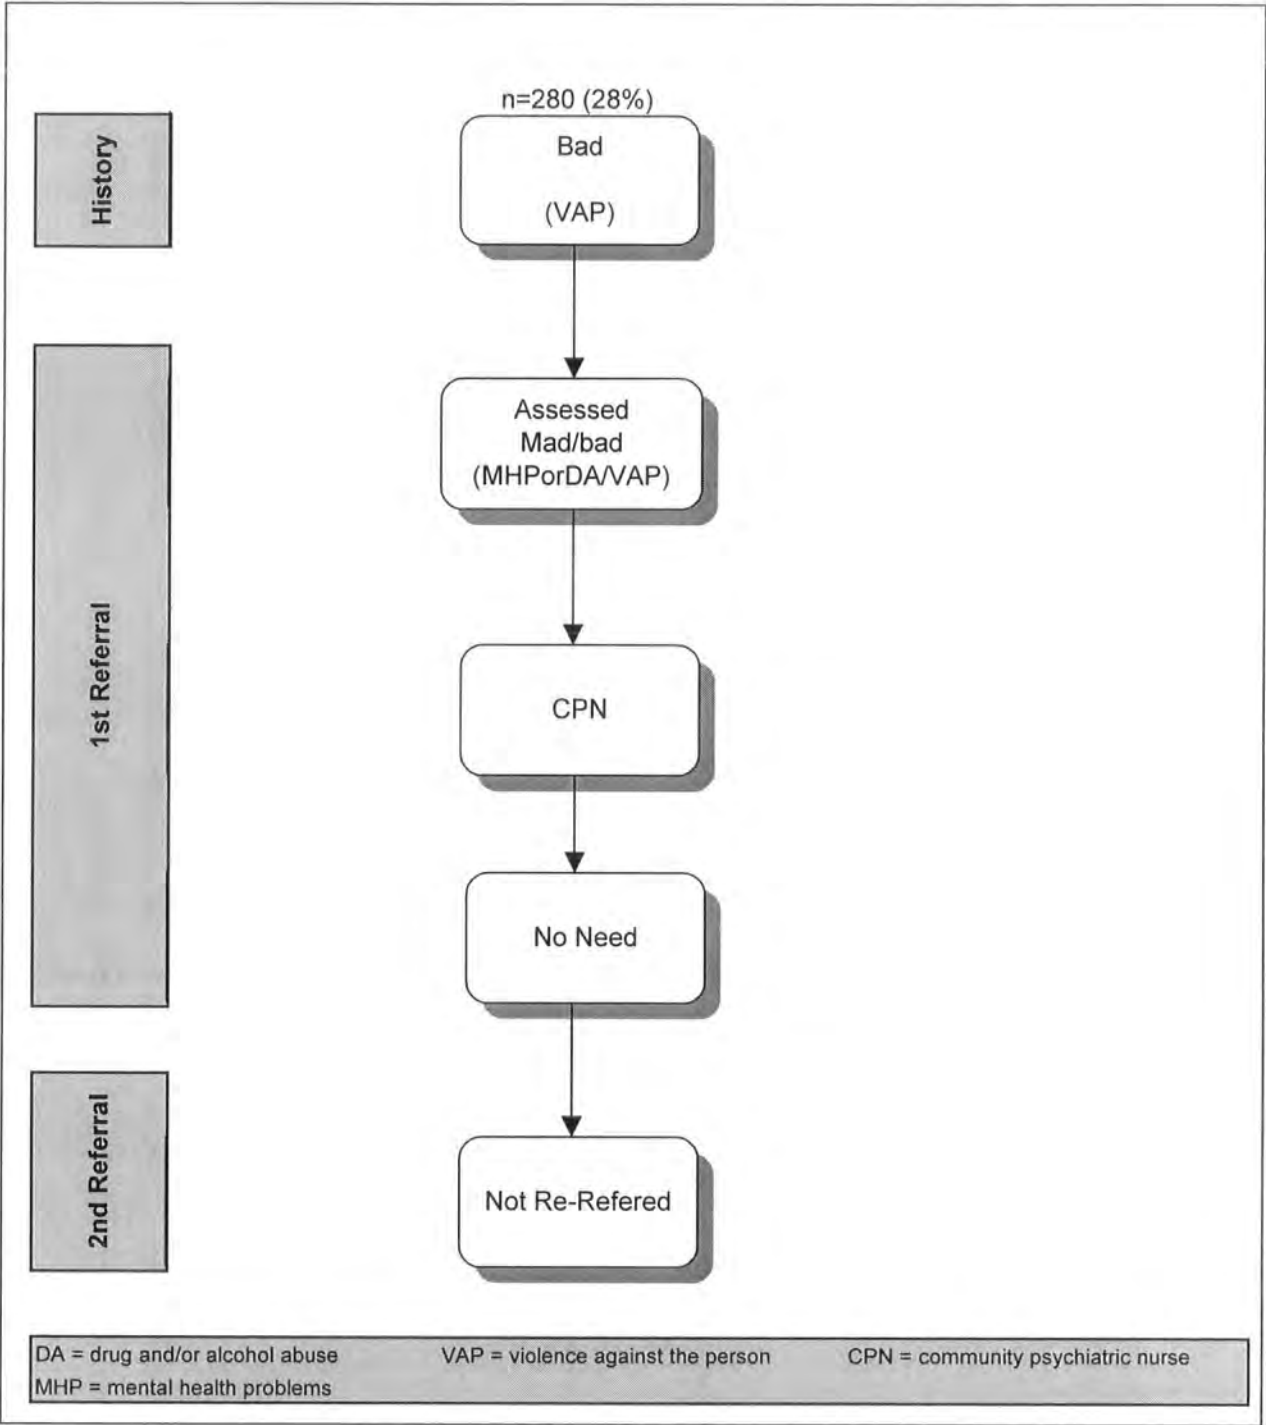 n=280 (28%)
History
Bad
(VAP)
Assessed
Mad/bad
(MHPorDA/VAP)
1st Referral
CPN
No Need
2nd Referral
Not Re-Refered
DA = drug and/or alcohol abuse VAP = violence against the person CPN = community psychiatric nurse
MHP = mental health problems